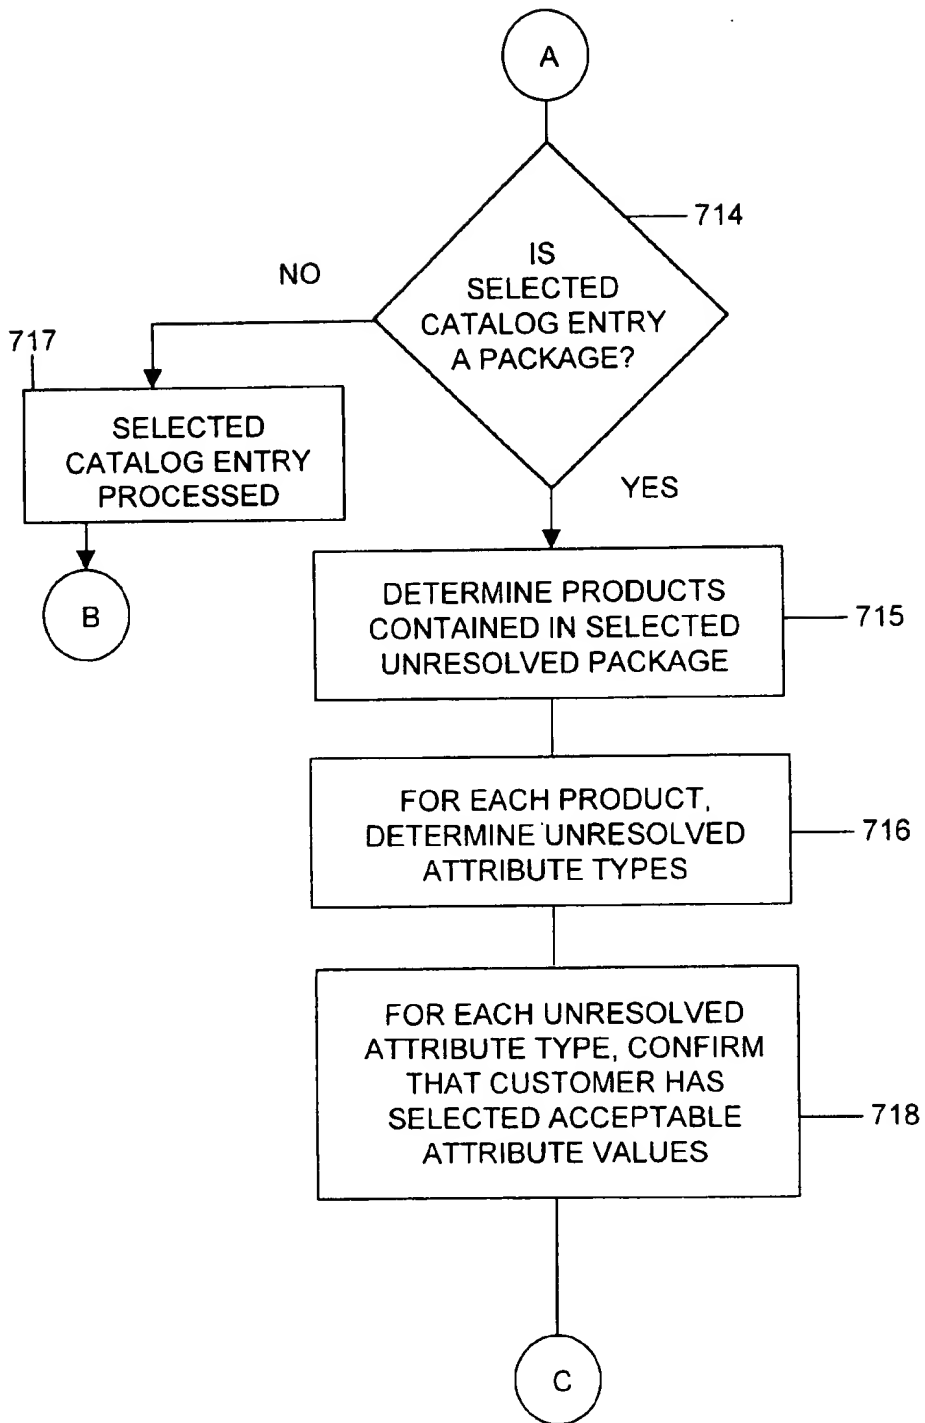 A
714
IS
SELECTED
CATALOG ENTRY
A PACKAGE?
NO
717
SELECTED
CATALOG ENTRY
PROCESSED
YES
B
DETERMINE PRODUCTS
CONTAINED IN SELECTED
UNRESOLVED PACKAGE
715
FOR EACH PRODUCT,
DETERMINE UNRESOLVED
ATTRIBUTE TYPES
716
FOR EACH UNRESOLVED
ATTRIBUTE TYPE, CONFIRM
THAT CUSTOMER HAS
SELECTED ACCEPTABLE
ATTRIBUTE VALUES
718
C